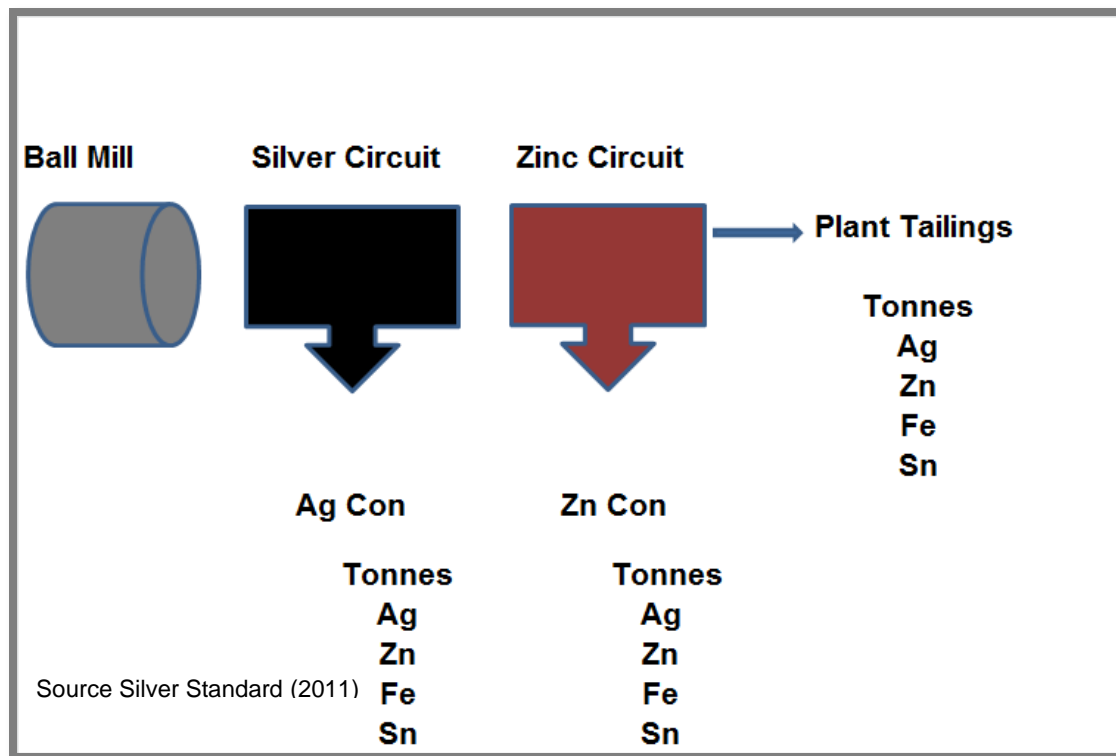 Ball Mill
Silver Circuit
Zinc Circuit
Plant Tailings
Tonnes
Ag
Zn
Fe
Sn
Ag Con
Tonnes
Ag
Zn
Fe
Sn
Zn Con
Tonnes
Ag
Zn
Fe
Sn
Source Silver Standard (2011)